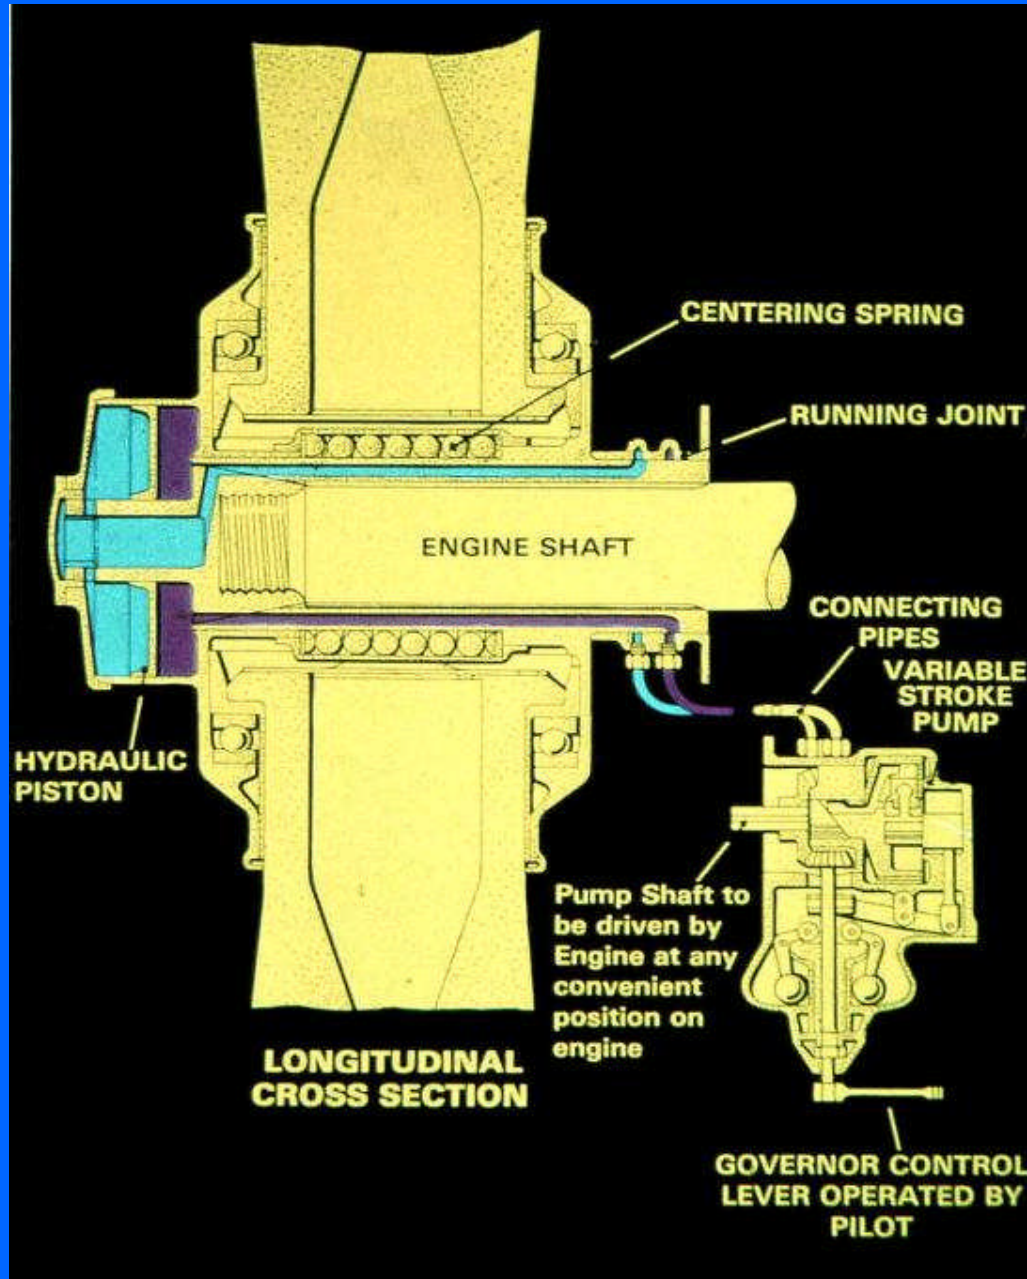 CENTERING SPRING
RUNNING JOINT
ENGINE SHAFT
CONNECTING
PIPES
VARIABLE
STROKE
PUMP
HYDRAULIC
PISTON
Pump Shaft to
be driven by
Engine at any
convenient
position on
engine
LONGITUDINAL
CROSS SECTION
GOVERNOR CONTROL
LEVER OPERATED BY
PILOT